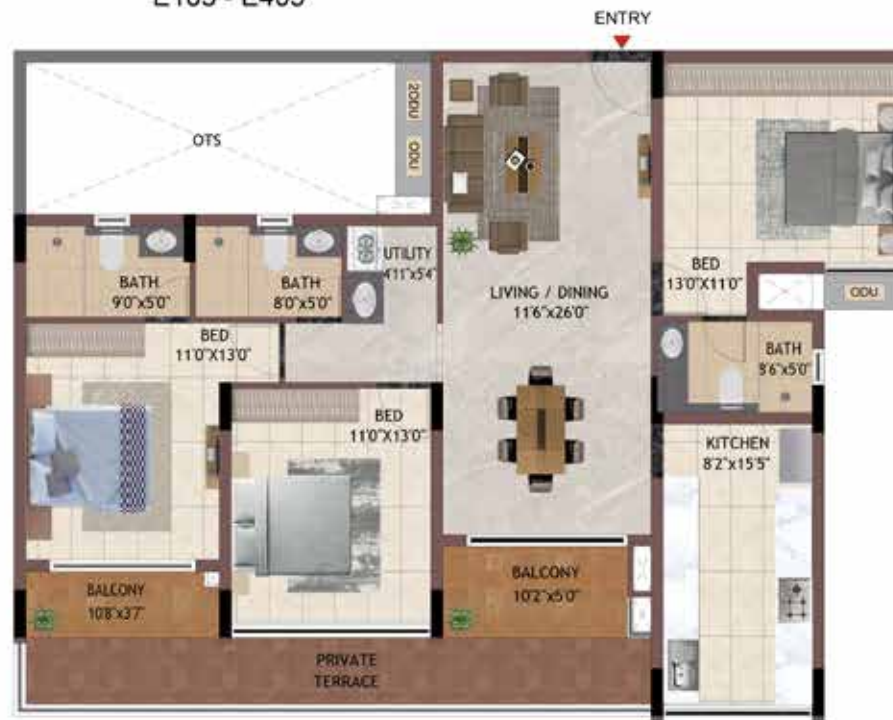 E103 - E403
ENTRY
2ODU
ODU
OTS
UTILITY
4'11"x5'4"
BATH
9'0"x5'0"
BATH
8'0"x5'0"
BED
13'0"X11'0"
ODU
LIVING / DINING
11'6"x26'0"
BED
11'0"X13'0"
BATH
8'6"x5'0"
BED
11'0"X13'0"
KITCHEN
8'2"x15'5"
BALCONY
10'8"x3'7"
BALCONY
10'2"x5'0"
PRIVATE
TERRACE